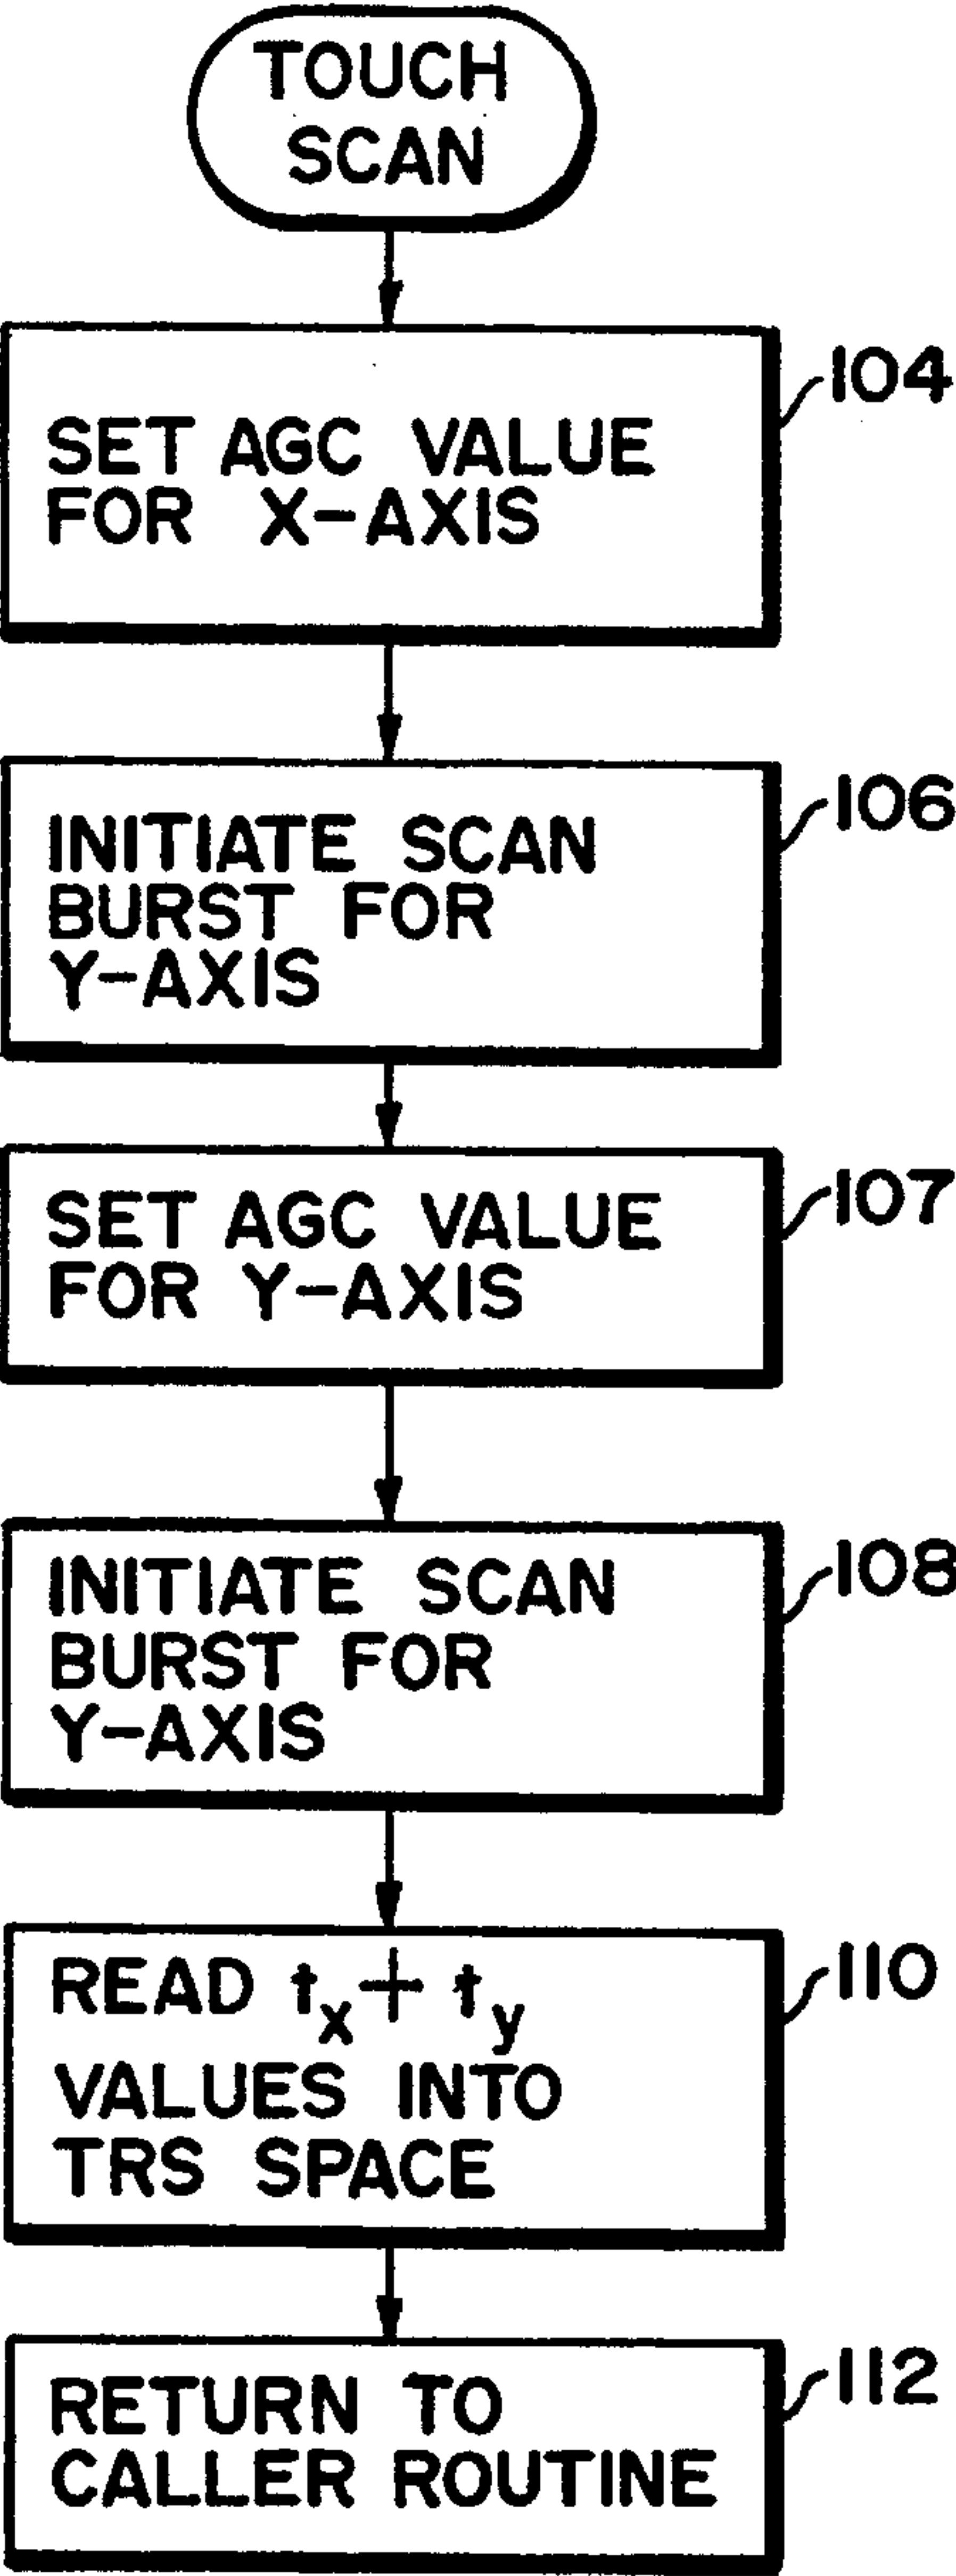 TOUCH
SCAN
104
SET AGC VALUE
FOR X-AXIS
106
INITIATE SCAN
BURST FOR
Y-AXIS
107
SET AGC VALUE
FOR Y-AXIS
108
INITIATE SCAN
BURST FOR
Y-AXIS
110
READ tx + ty
VALUES INTO
TRS SPACE
112
RETURN TO
CALLER ROUTINE